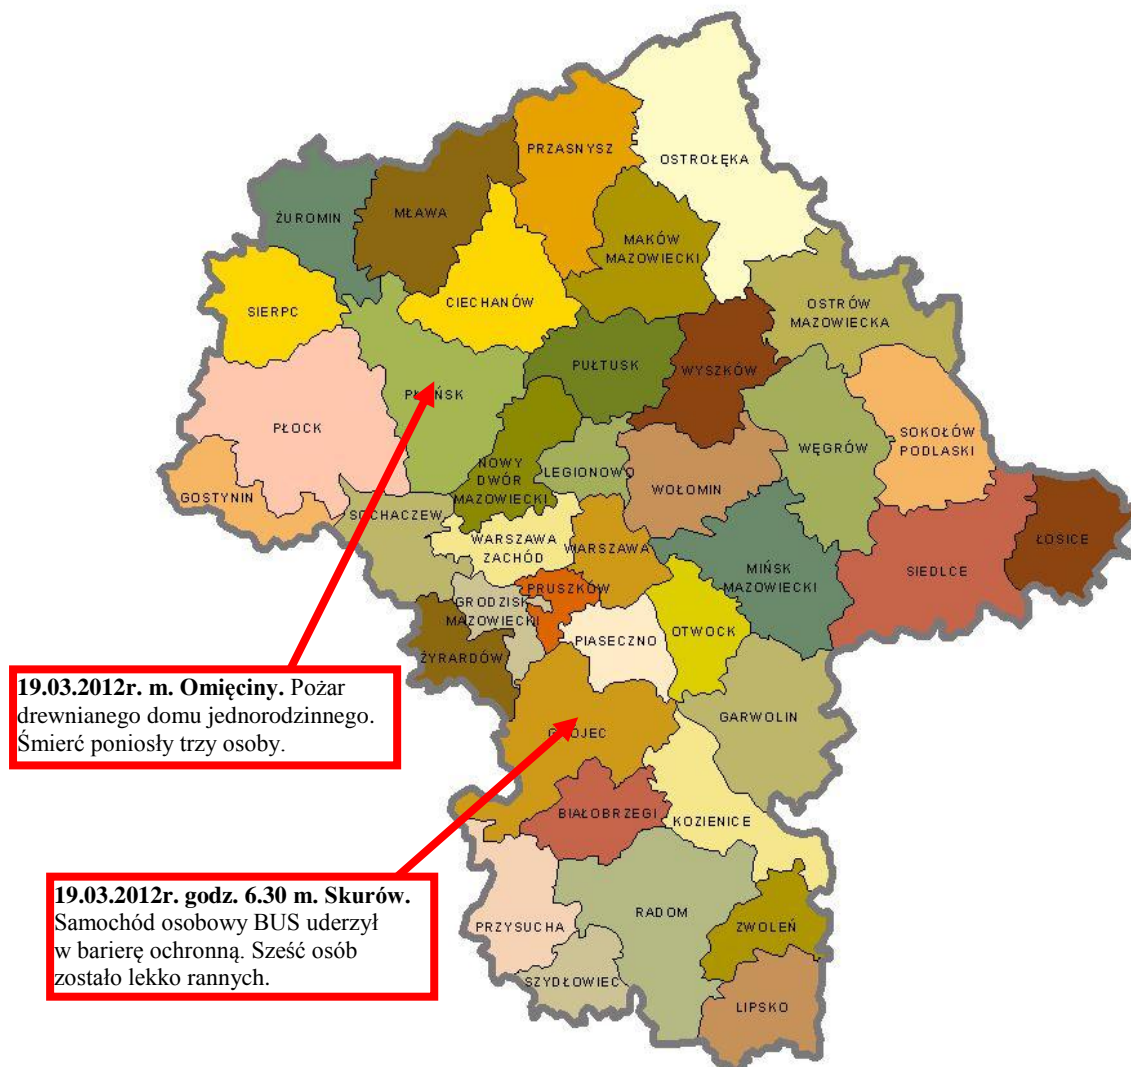 PRZASNYSZ
OSTROŁĘKA
ŻUROMIN
MŁAWA
MAKÓW
MAZOWIECKI
CIECHANÓW
SIERPC
OSTRÓW
MAZOWIECKA
PUŁTUSK
WYSZKÓW
PŁOŃSK
PŁOCK
SOKOŁÓW
PODLASKI
WĘGRÓW
NOWY
DWÓR
MAZOWIECKI
LEGIONOWO
WOŁOMIN
GOSTYNIN
SOCHACZEW
WARSZAWA
ZACHÓD
WARSZAWA
ŁOSICE
MIŃSK
MAZOWIECKI
SIEDLCE
PRUSZKÓW
GRODZISK
MAZOWIECKI
PIASECZNO
OTWOCK
ŻYRARDÓW
19.03.2012r. m. Omięciny. Pożar
drewnianego domu jednorodzinnego.
Śmierć poniosły trzy osoby.
GARWOLIN
GRÓJEC
BIAŁOBRZEGI
KOZIENICE
19.03.2012r. godz. 6.30 m. Skurów.
Samochód osobowy BUS uderzył
w barierę ochronną. Sześć osób
zostało lekko rannych.
PRZYSUCHA
RADOM
ZWOLEŃ
SZYDŁOWIEC
LIPSKO